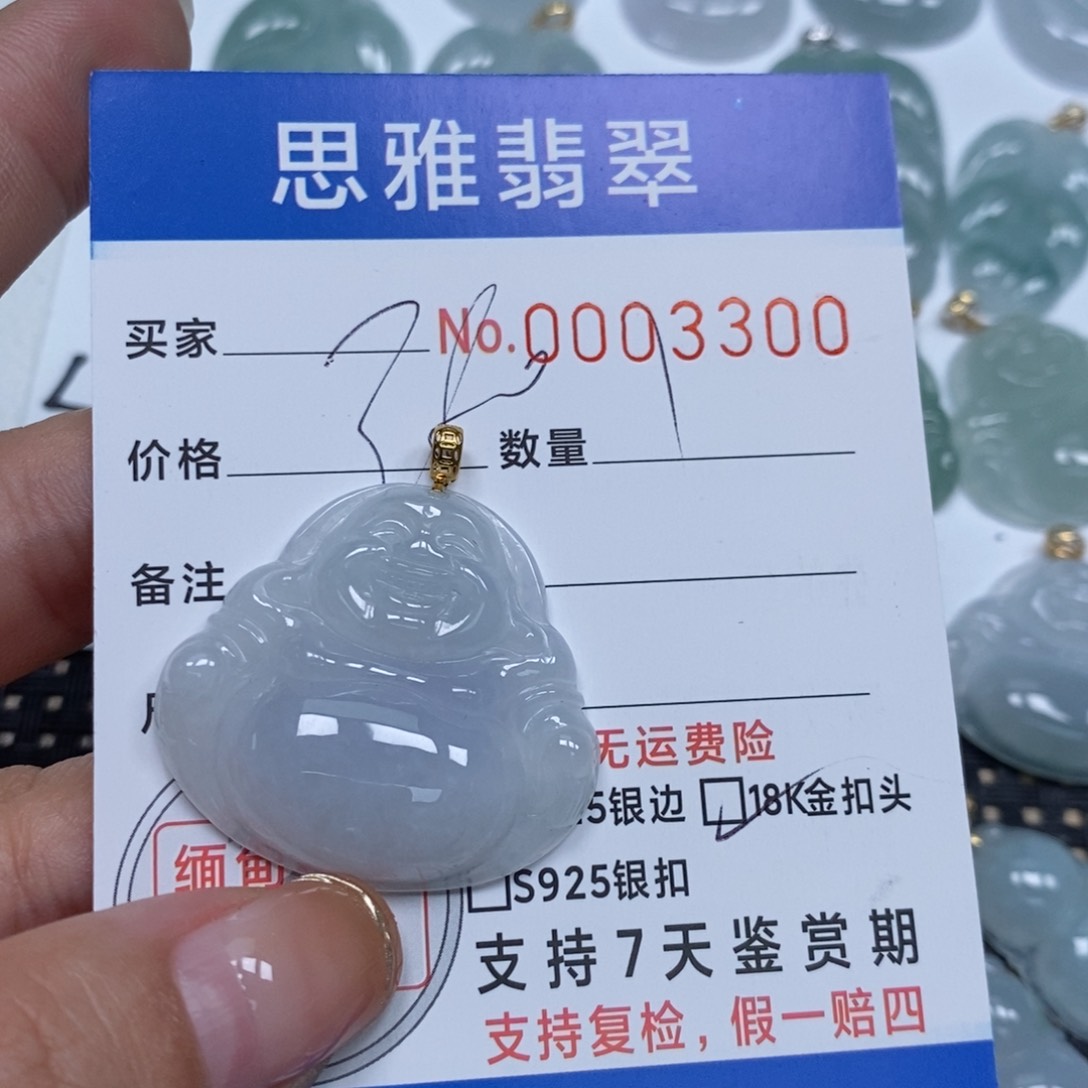 思雅翡翠
买家 No.0003300
价格 数量
备注
无运费险
5银边 18K金扣头
缅甸
S925银扣
支持7天鉴赏期
支持复检，假一赔四